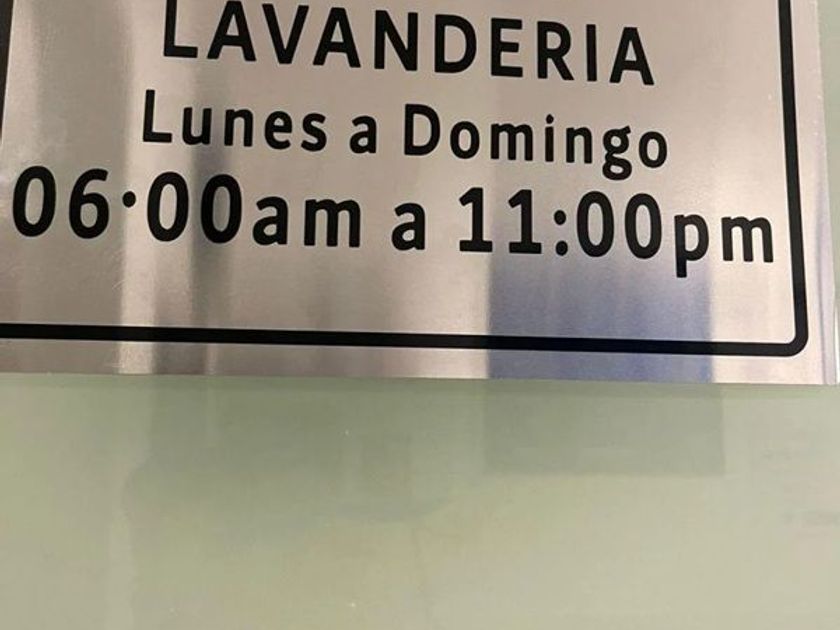 LAVANDERIA
Lunes a Domingo
06:00am a 11:00pm